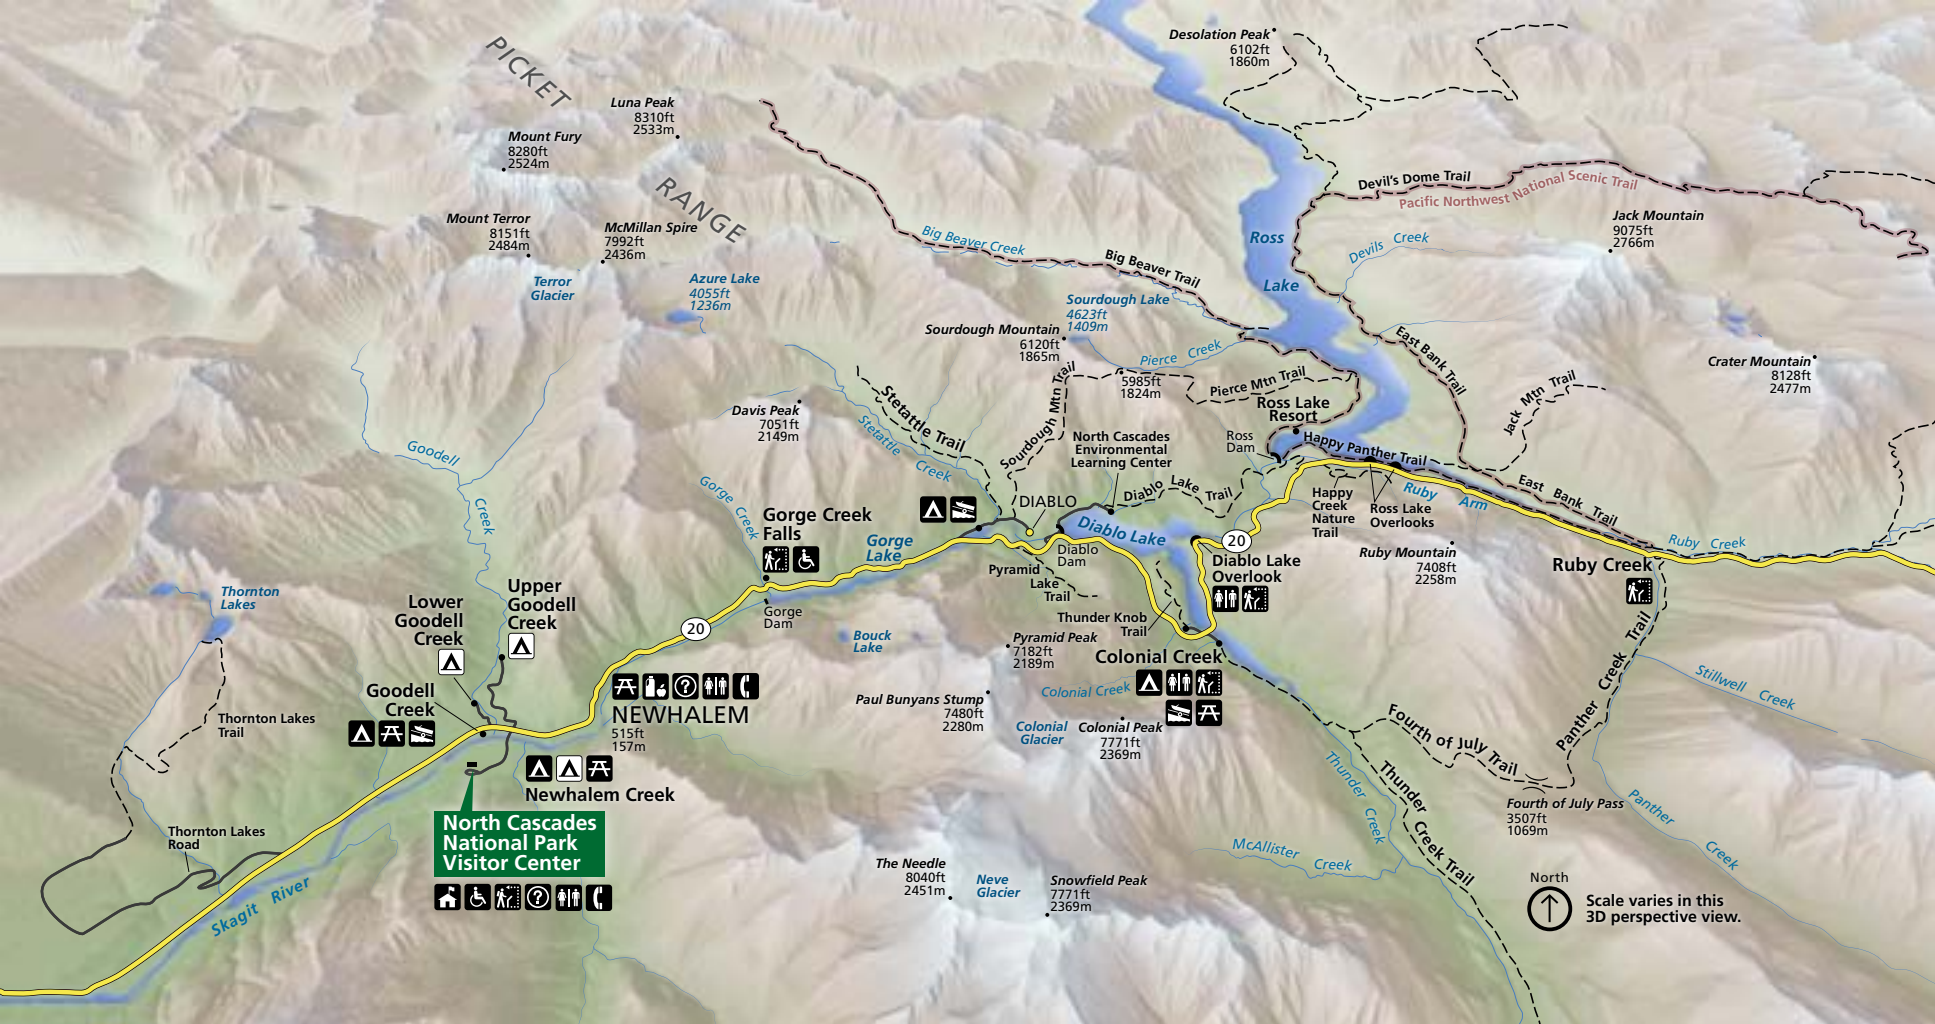 PICKET
RANGE
Desolation Peak
6102ft
1860m
Luna Peak
8310ft
2533m
Mount Fury
8280ft
2524m
Mount Terror
8151ft
2484m
McMillan Spire
7992ft
2436m
Terror
Glacier
Azure Lake
4055ft
1236m
Big Beaver Creek
Big Beaver Trail
Ross
Lake
Devil's Dome Trail
Pacific Northwest National Scenic Trail
Devils Creek
Jack Mountain
9075ft
2766m
Sourdough Lake
4623ft
1409m
Sourdough Mountain
6120ft
1865m
Pierce Creek
5985ft
1824m
Pierce Mtn Trail
East Bank Trail
Jack Mtn Trail
Crater Mountain
8128ft
2477m
Davis Peak
7051ft
2149m
Stetattle Trail
Stetattle Creek
Sourdough Mtn Trail
North Cascades
Environmental
Learning Center
Ross Lake
Resort
Ross
Dam
Happy Panther Trail
Goodell
Creek
Gorge Creek
Gorge Creek
Falls
Gorge
Lake
DIABLO
Diablo Lake Trail
Diablo Lake
Diablo
Dam
20
Happy
Creek
Nature
Trail
Ross Lake
Overlooks
Ruby Arm
East Bank Trail
Ruby Creek
Ruby Mountain
7408ft
2258m
Ruby Creek
Diablo Lake
Overlook
Pyramid
Lake
Trail
Thunder Knob
Trail
Thornton
Lakes
Lower
Goodell
Creek
Upper
Goodell
Creek
Gorge
Dam
20
Bouck
Lake
Pyramid Peak
7182ft
2189m
Colonial Creek
Colonial Creek
Paul Bunyans Stump
7480ft
2280m
Colonial
Glacier
Colonial Peak
7771ft
2369m
Goodell
Creek
Thornton Lakes
Trail
NEWHALEM
515ft
157m
Newhalem Creek
North Cascades
National Park
Visitor Center
Thornton Lakes
Road
Skagit River
Stillwell Creek
Panther Creek Trail
Fourth of July Trail
Fourth of July Pass
3507ft
1069m
Panther Creek
Thunder Creek
Thunder Creek Trail
McAllister Creek
The Needle
8040ft
2451m
Neve
Glacier
Snowfield Peak
7771ft
2369m
North
Scale varies in this
3D perspective view.